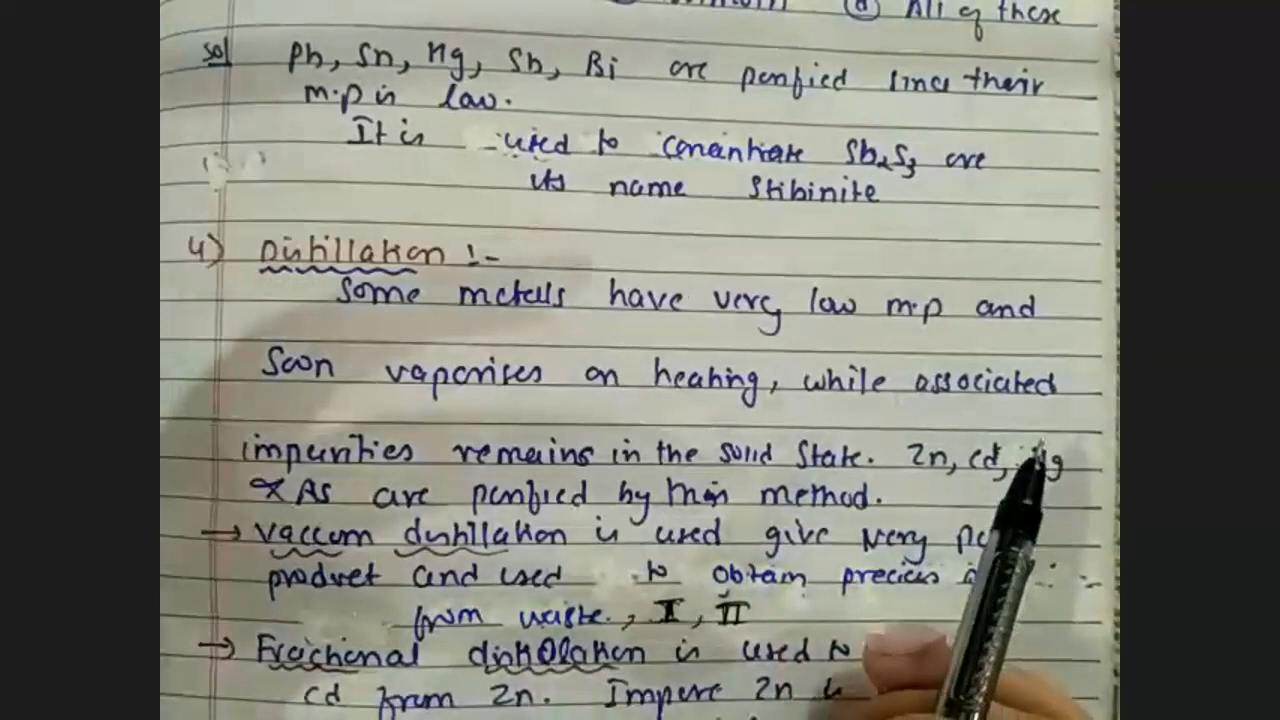 (d) All of these
sol Pb, Sn, Hg, Sb, Bi are purified since their
m.p is low.
It is used to concentrate Sb2S3 ore
its name Stibinite
4) Distillation :-
Some metells have very low m.p and
Soon vaporises on heating, while associated
impurities remains in the solid State. Zn, cd, Hg
& As are purified by this method.
→ Vaccum distillation is used give very
product and used to obtain precious
from waste., I, II
→ Fractional distillation is used to
cd from Zn. Impure Zn